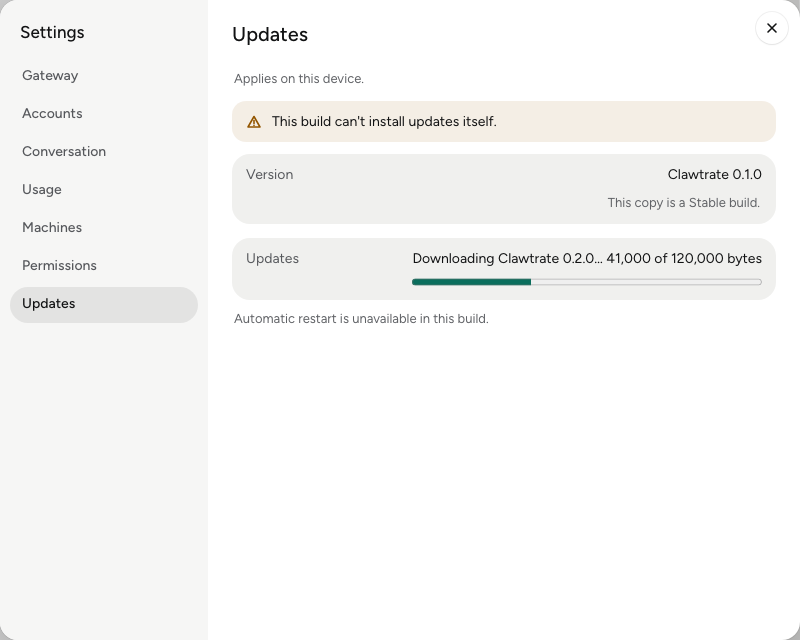 Settings
Gateway
Accounts
Conversation
Usage
Machines
Permissions
Updates
Updates
Applies on this device.
This build can't install updates itself.
Version
Clawtrate 0.1.0
This copy is a Stable build.
Updates
Downloading Clawtrate 0.2.0... 41,000 of 120,000 bytes
Automatic restart is unavailable in this build.